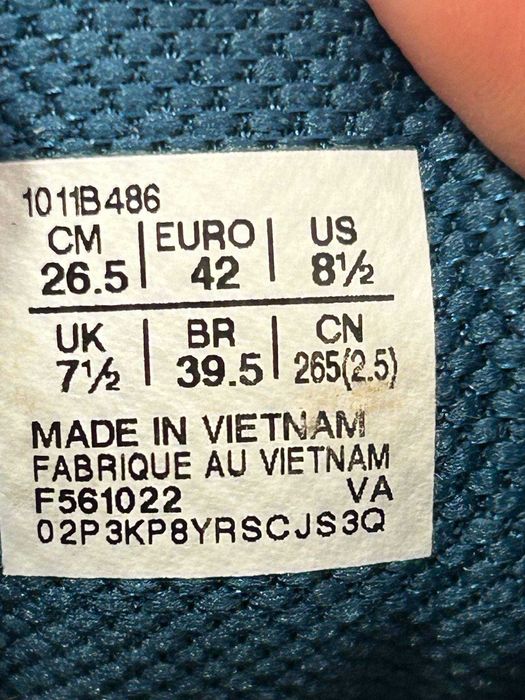 1011B486
CM | EURO | US
26.5 | 42 | 8½
UK | BR | CN
7½ | 39.5 | 265(2.5)
MADE IN VIETNAM
FABRIQUE AU VIETNAM
F561022 VA
02P3KP8YRSCJS3Q